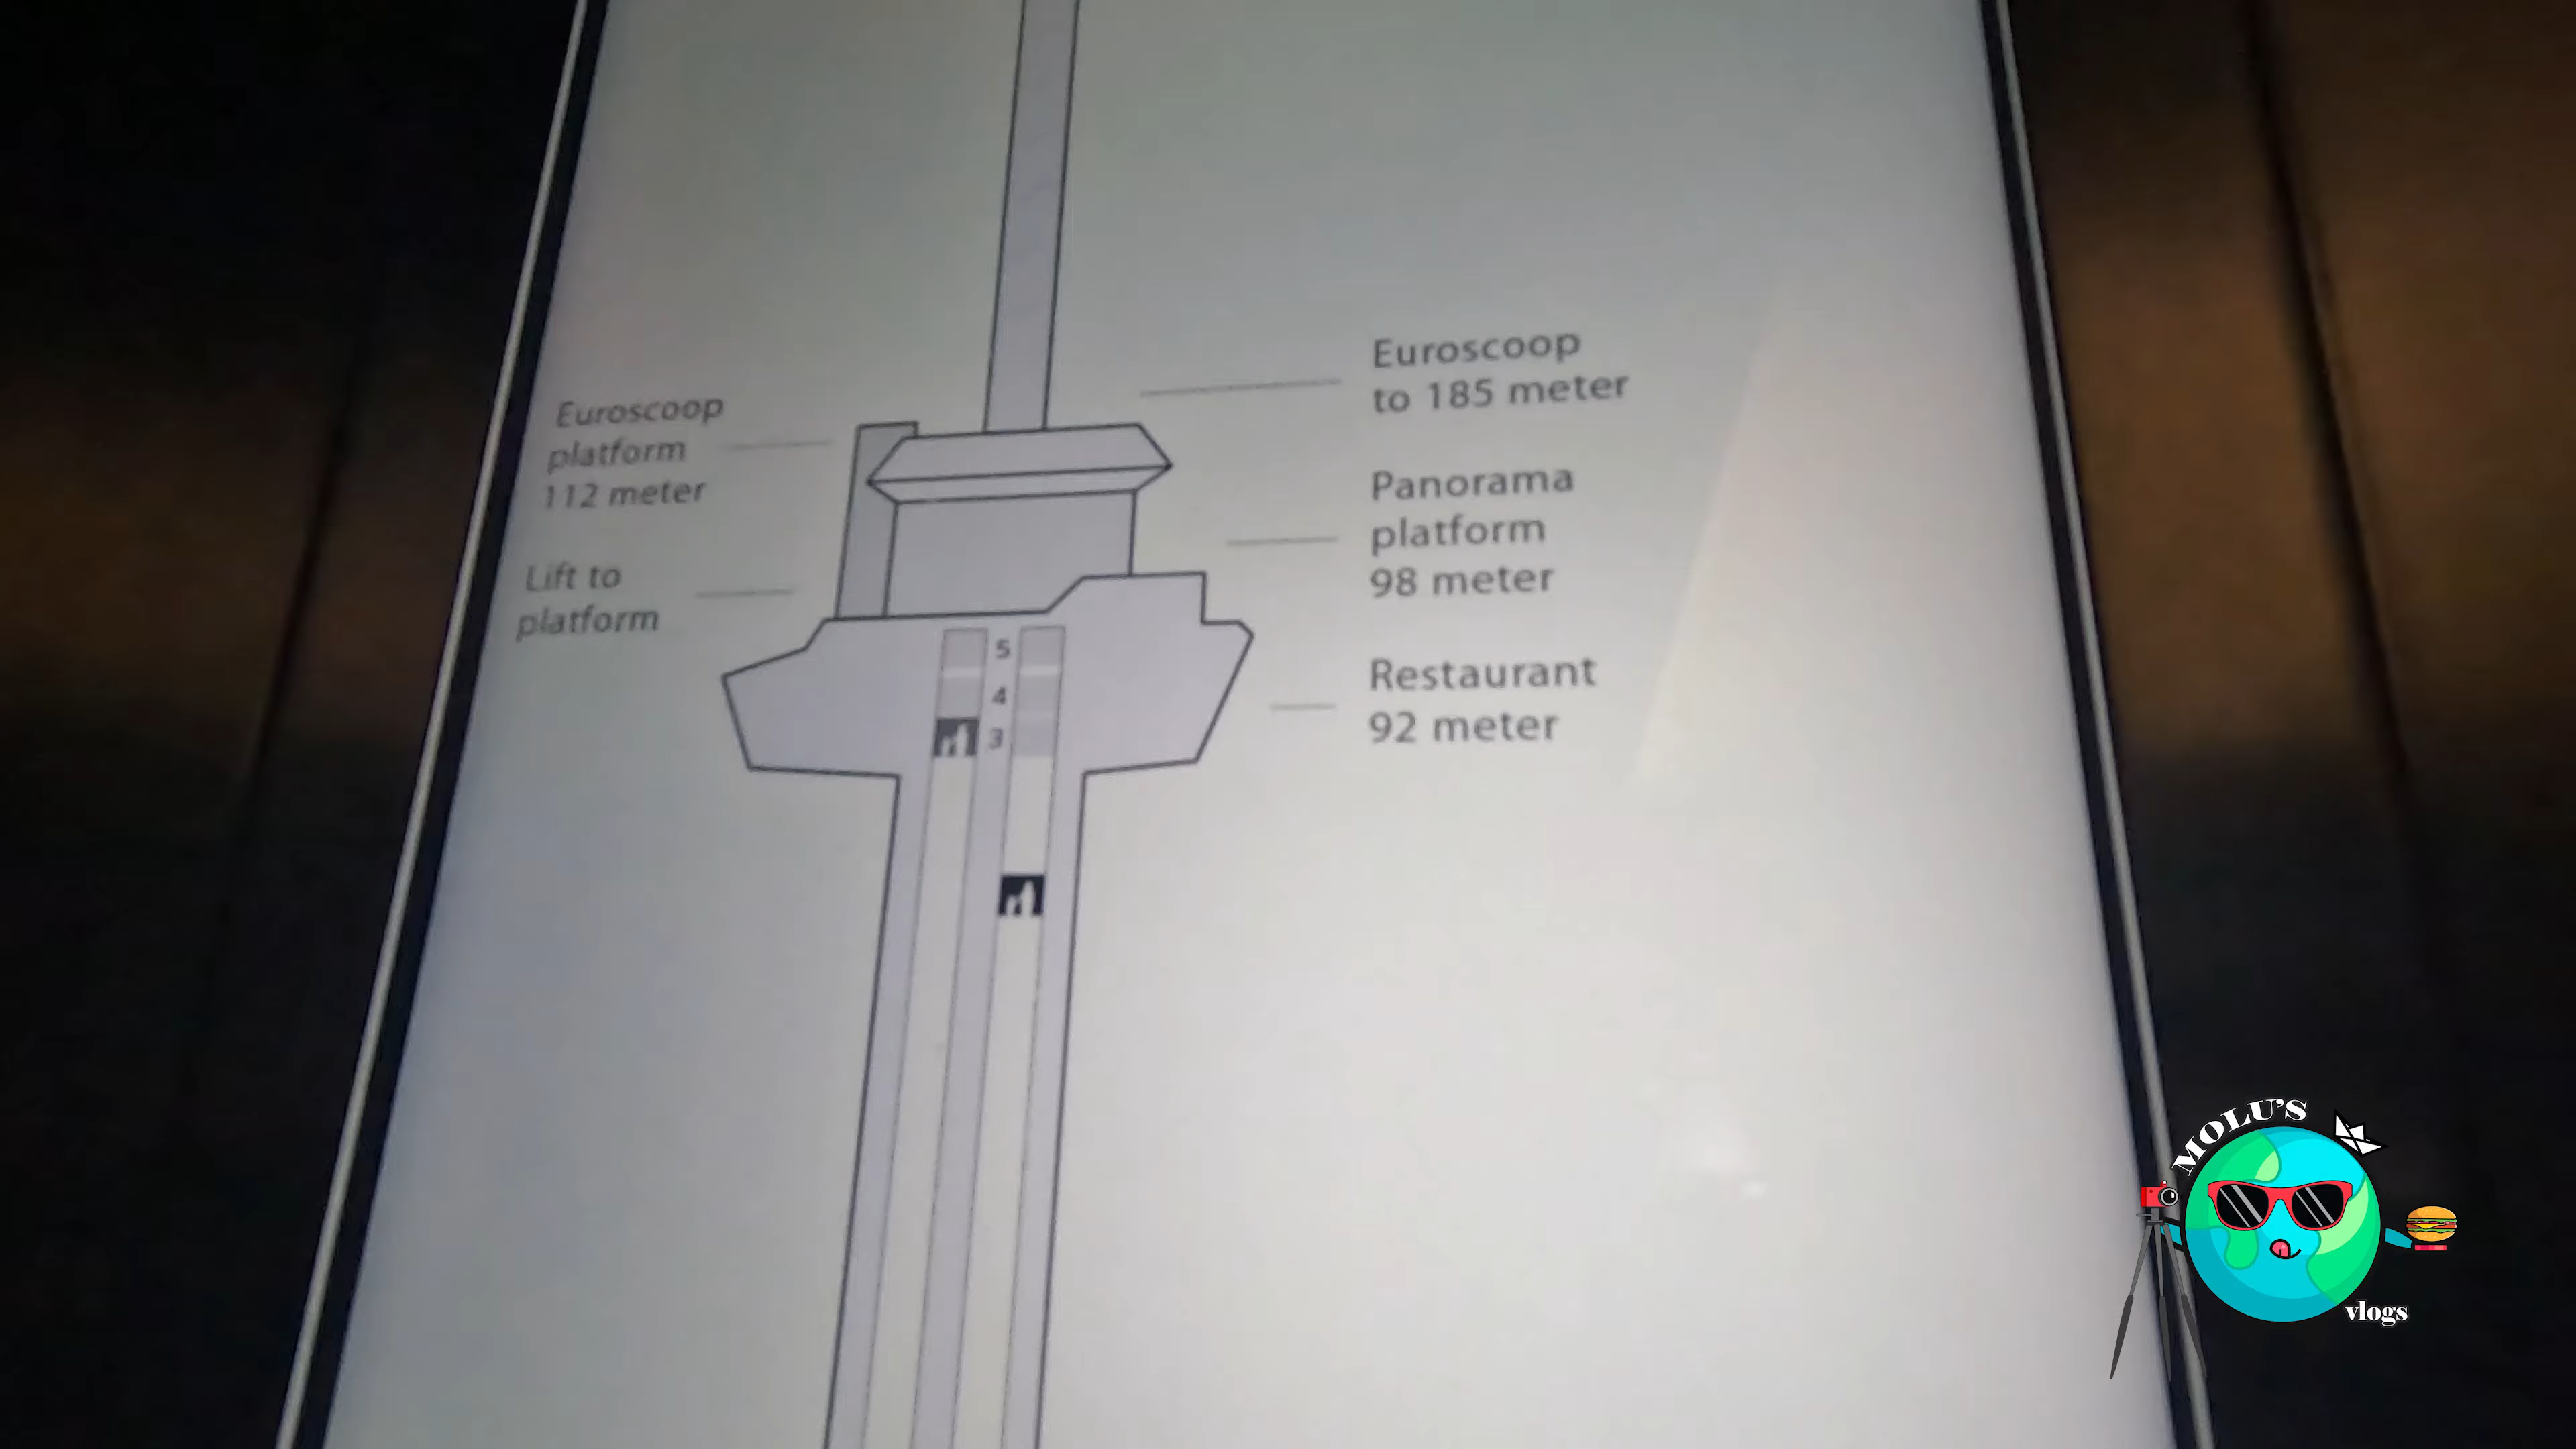 Euroscoop
platform
112 meter
Lift to
platform
Euroscoop
to 185 meter
Panorama
platform
98 meter
Restaurant
92 meter
5
4
3
MOLU'S
vlogs